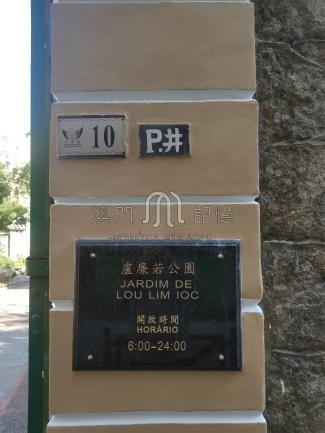 10
P.井
澳門記憶
盧廉若公園
JARDIM DE
LOU LIM IOC
開放時間
HORÁRIO
6:00-24:00